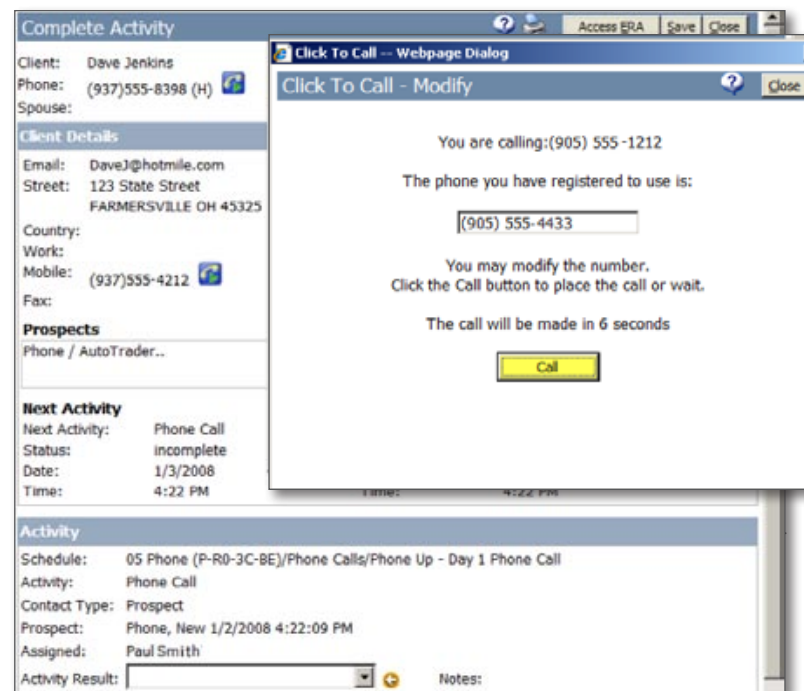 Complete Activity
Access ERA Save Close
Client: Dave Jenkins
Phone: (937)555-8398 (H)
Spouse:
Client Details
Email: DaveJ@hotmile.com
Street: 123 State Street
FARMERSVILLE OH 45325
Country:
Work:
Mobile: (937)555-4212
Fax:
Prospects
Phone / AutoTrader..
Next Activity
Next Activity: Phone Call
Status: incomplete
Date: 1/3/2008
Time: 4:22 PM Time: 4:22 PM
Click To Call -- Webpage Dialog
Click To Call - Modify
Close
You are calling:(905) 555-1212
The phone you have registered to use is:
(905) 555-4433
You may modify the number.
Click the Call button to place the call or wait.
The call will be made in 6 seconds
Call
Activity
Schedule: 05 Phone (P-R0-3C-BE)/Phone Calls/Phone Up - Day 1 Phone Call
Activity: Phone Call
Contact Type: Prospect
Prospect: Phone, New 1/2/2008 4:22:09 PM
Assigned: Paul Smith
Activity Result: Notes: